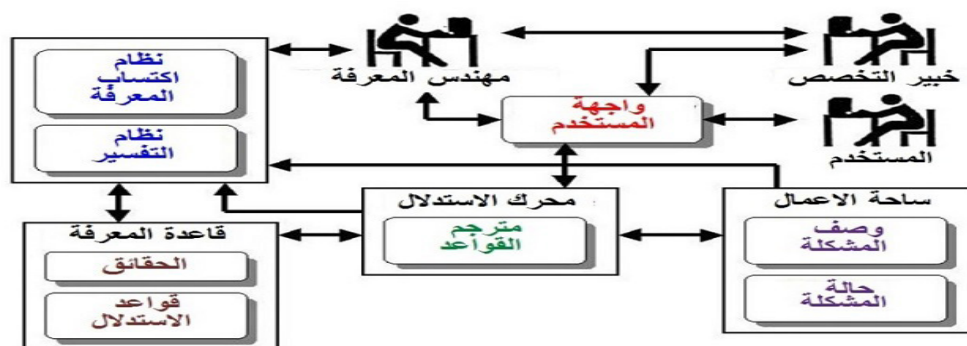 نظام
اكتساب
المعرفة
نظام
التفسير
مهندس المعرفة
خبير التخصص
واجهة
المستخدم
المستخدم
قاعدة المعرفة
الحقائق
قواعد
الاستدلال
محرك الاستدلال
مترجم
القواعد
ساحة الاعمال
وصف
المشكلة
حالة
المشكلة